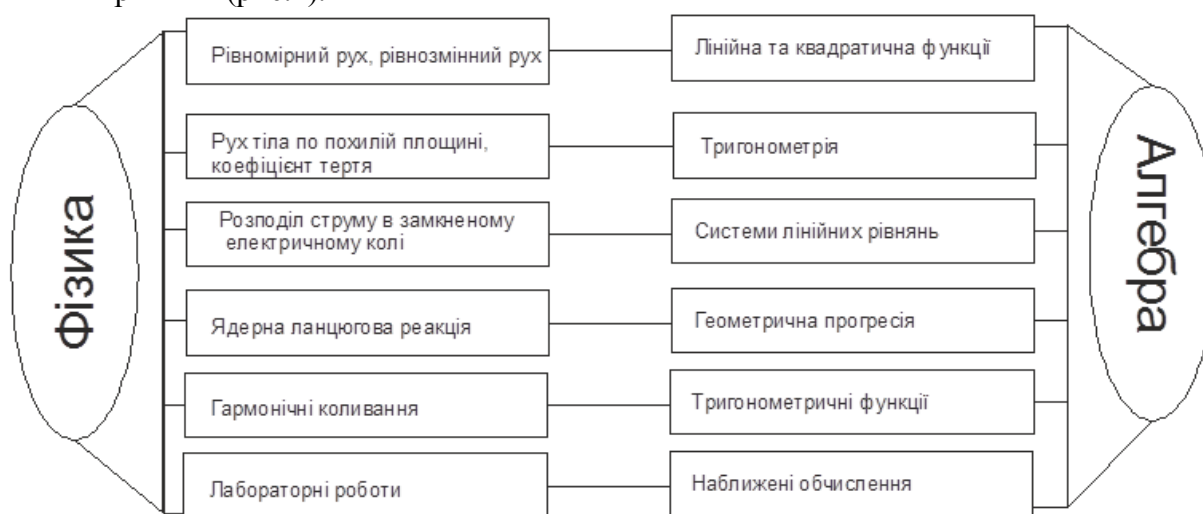 Фізика
Рівномірний рух, рівнозмінний рух
Лінійна та квадратична функції
Рух тіла по похилій площині,
коефіцієнт тертя
Тригонометрія
Розподіл струму в замкненому
електричному колі
Системи лінійних рівнянь
Ядерна ланцюгова реакція
Геометрична прогресія
Гармонічні коливання
Тригонометричні функції
Лабораторні роботи
Наближені обчислення
Алгебра